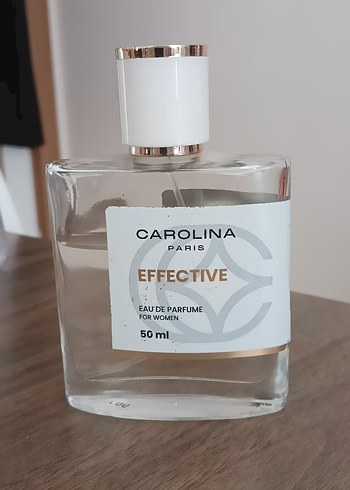 CAROLINA
PARIS
EFFECTIVE
EAU DE PARFUME
FOR WOMEN
50 ml